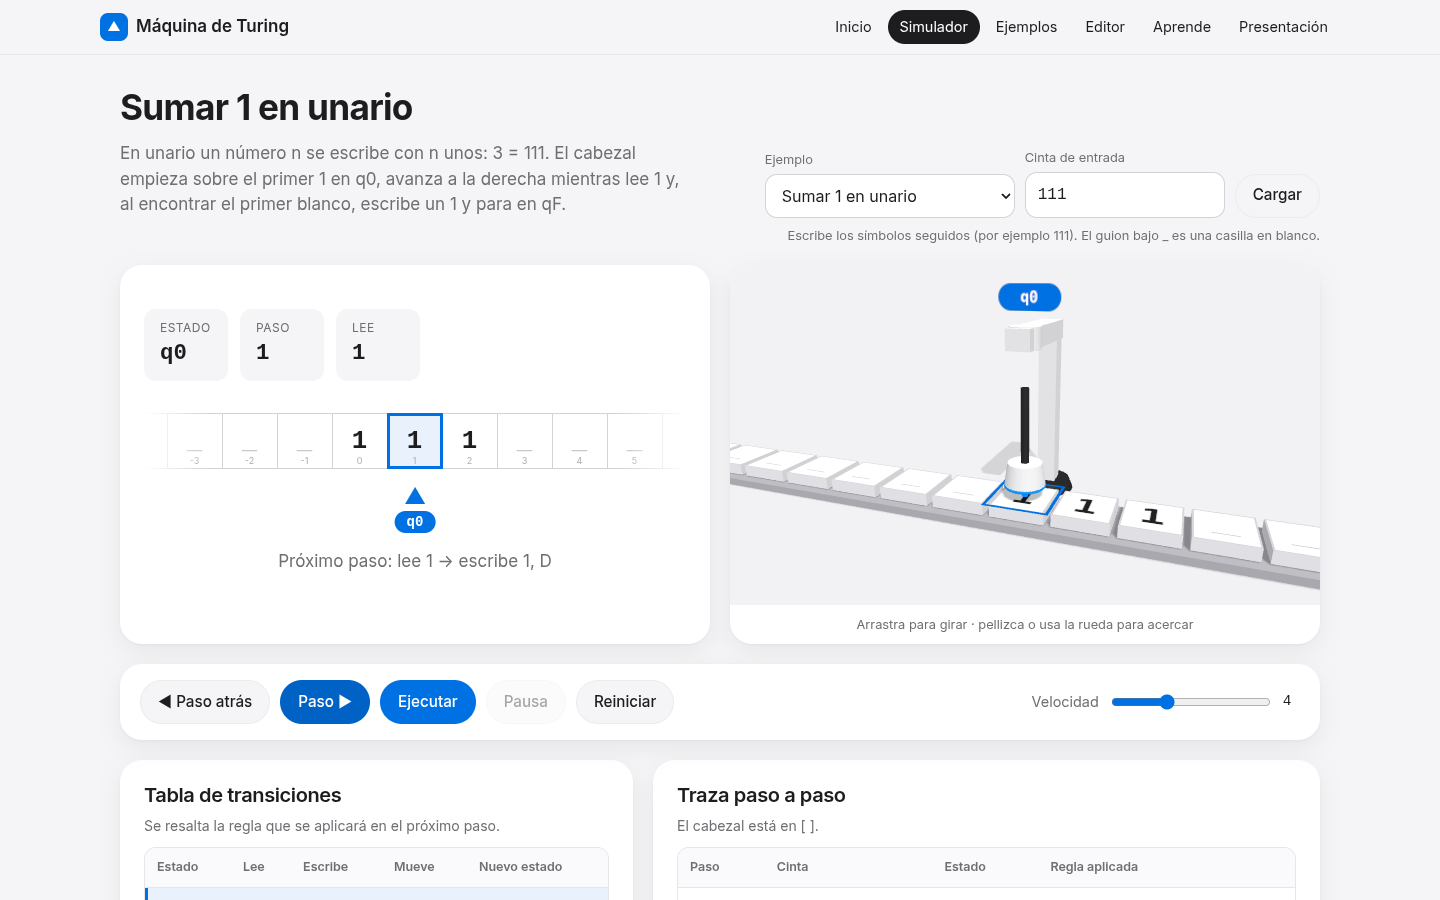 Máquina de Turing
Inicio
Simulador
Ejemplos
Editor
Aprende
Presentación
Sumar 1 en unario
En unario un número n se escribe con n unos: 3 = 111. El cabezal
empieza sobre el primer 1 en q0, avanza a la derecha mientras lee 1 y,
al encontrar el primer blanco, escribe un 1 y para en qF.
Ejemplo
Sumar 1 en unario
Cinta de entrada
111
Cargar
Escribe los símbolos seguidos (por ejemplo 111). El guion bajo _ es una casilla en blanco.
ESTADO
q0
PASO
1
LEE
1
_ _ _ 1 1 1 _ _ _
-3 -2 -1 0 1 2 3 4 5
q0
Próximo paso: lee 1 → escribe 1, D
q0
1 1 1
Arrastra para girar · pellizca o usa la rueda para acercar
◀ Paso atrás
Paso ▶
Ejecutar
Pausa
Reiniciar
Velocidad
4
Tabla de transiciones
Se resalta la regla que se aplicará en el próximo paso.
Estado Lee Escribe Mueve Nuevo estado
Traza paso a paso
El cabezal está en [ ].
Paso Cinta Estado Regla aplicada